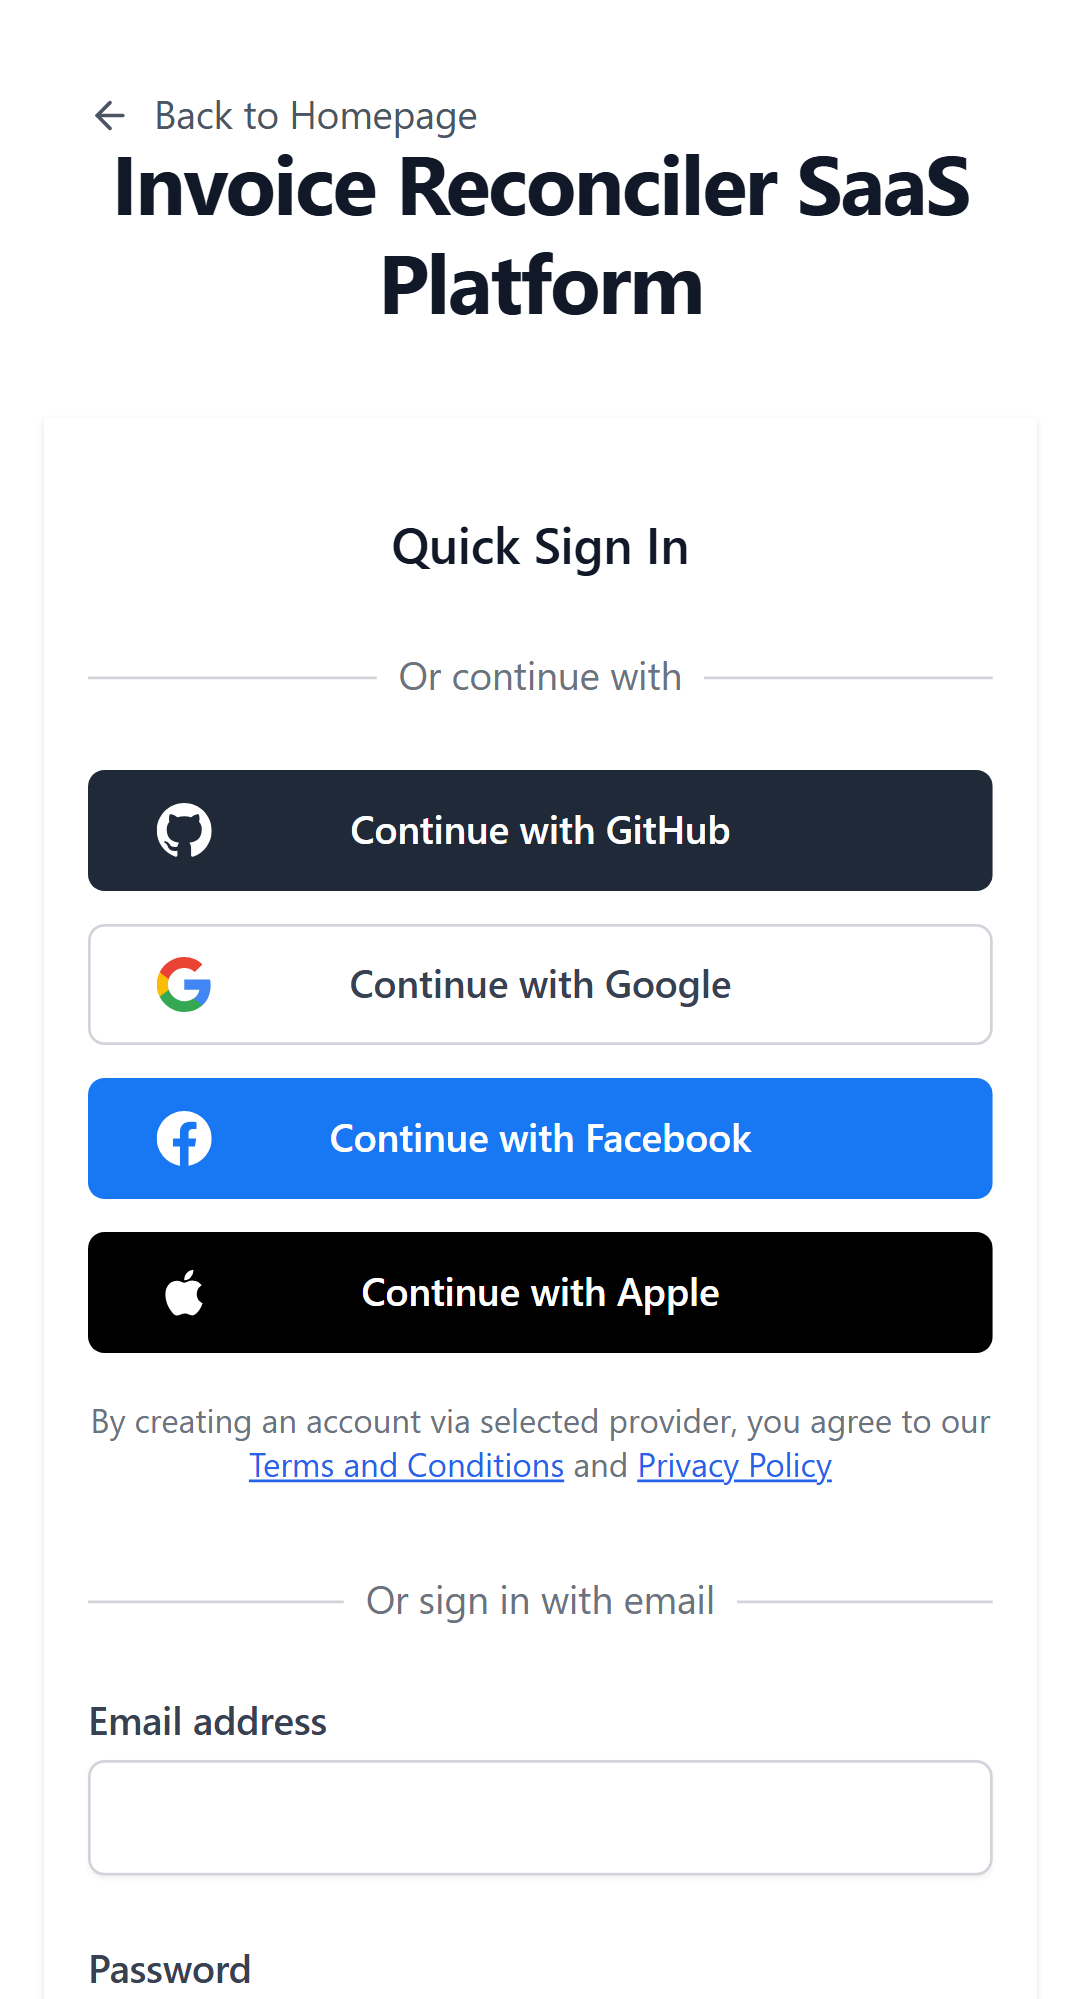 Back to Homepage
Invoice Reconciler SaaS
Platform
Quick Sign In
Or continue with
Continue with GitHub
Continue with Google
Continue with Facebook
Continue with Apple
By creating an account via selected provider, you agree to our
Terms and Conditions and Privacy Policy
Or sign in with email
Email address
Password